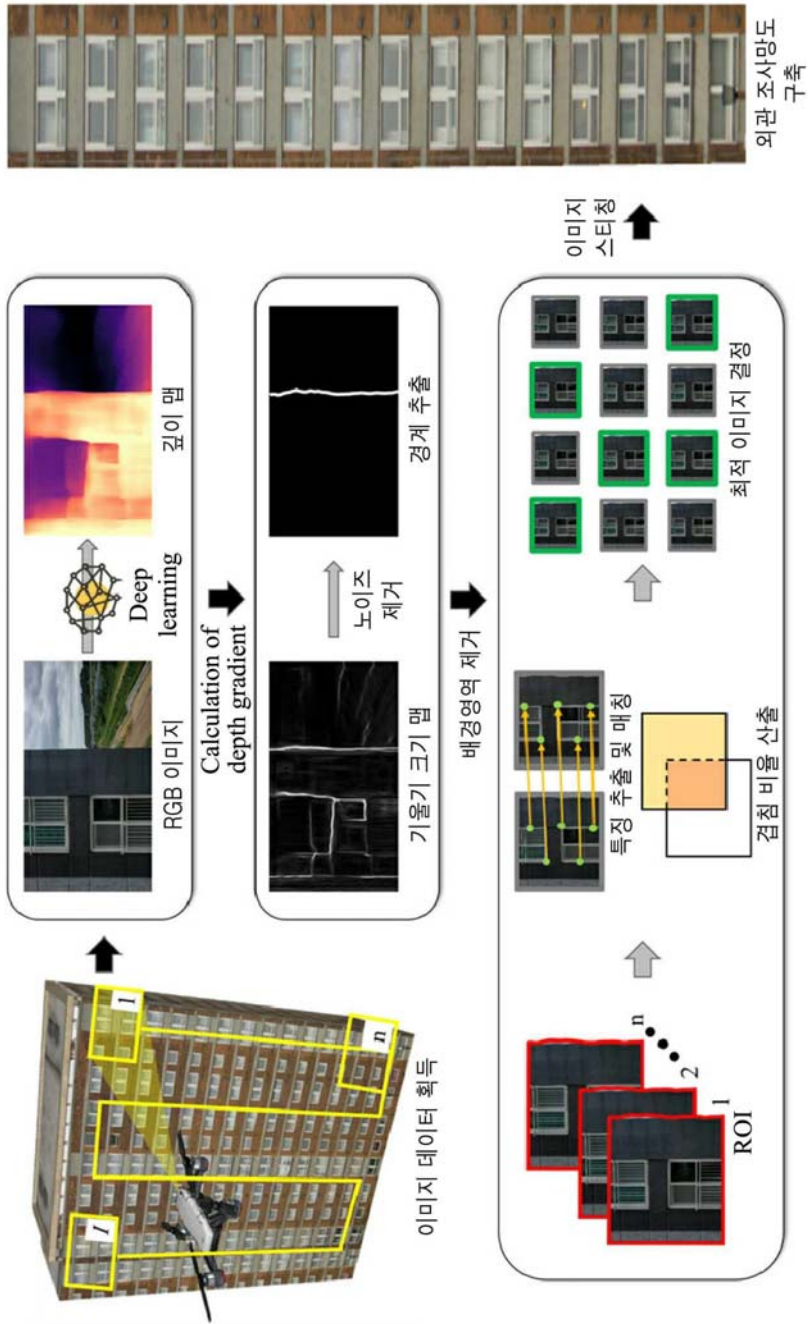 1
1
n
이미지 데이터 획득
RGB 이미지
Deep
learning
깊이 맵
Calculation of
depth gradient
기울기 크기 맵
노이즈
제거
경계 추출
배경영역 제거
1
2
n
ROI
특징 추출 및 매칭
겹침 비율 산출
최적 이미지 결정
이미지
스티칭
외관 조사망도
구축